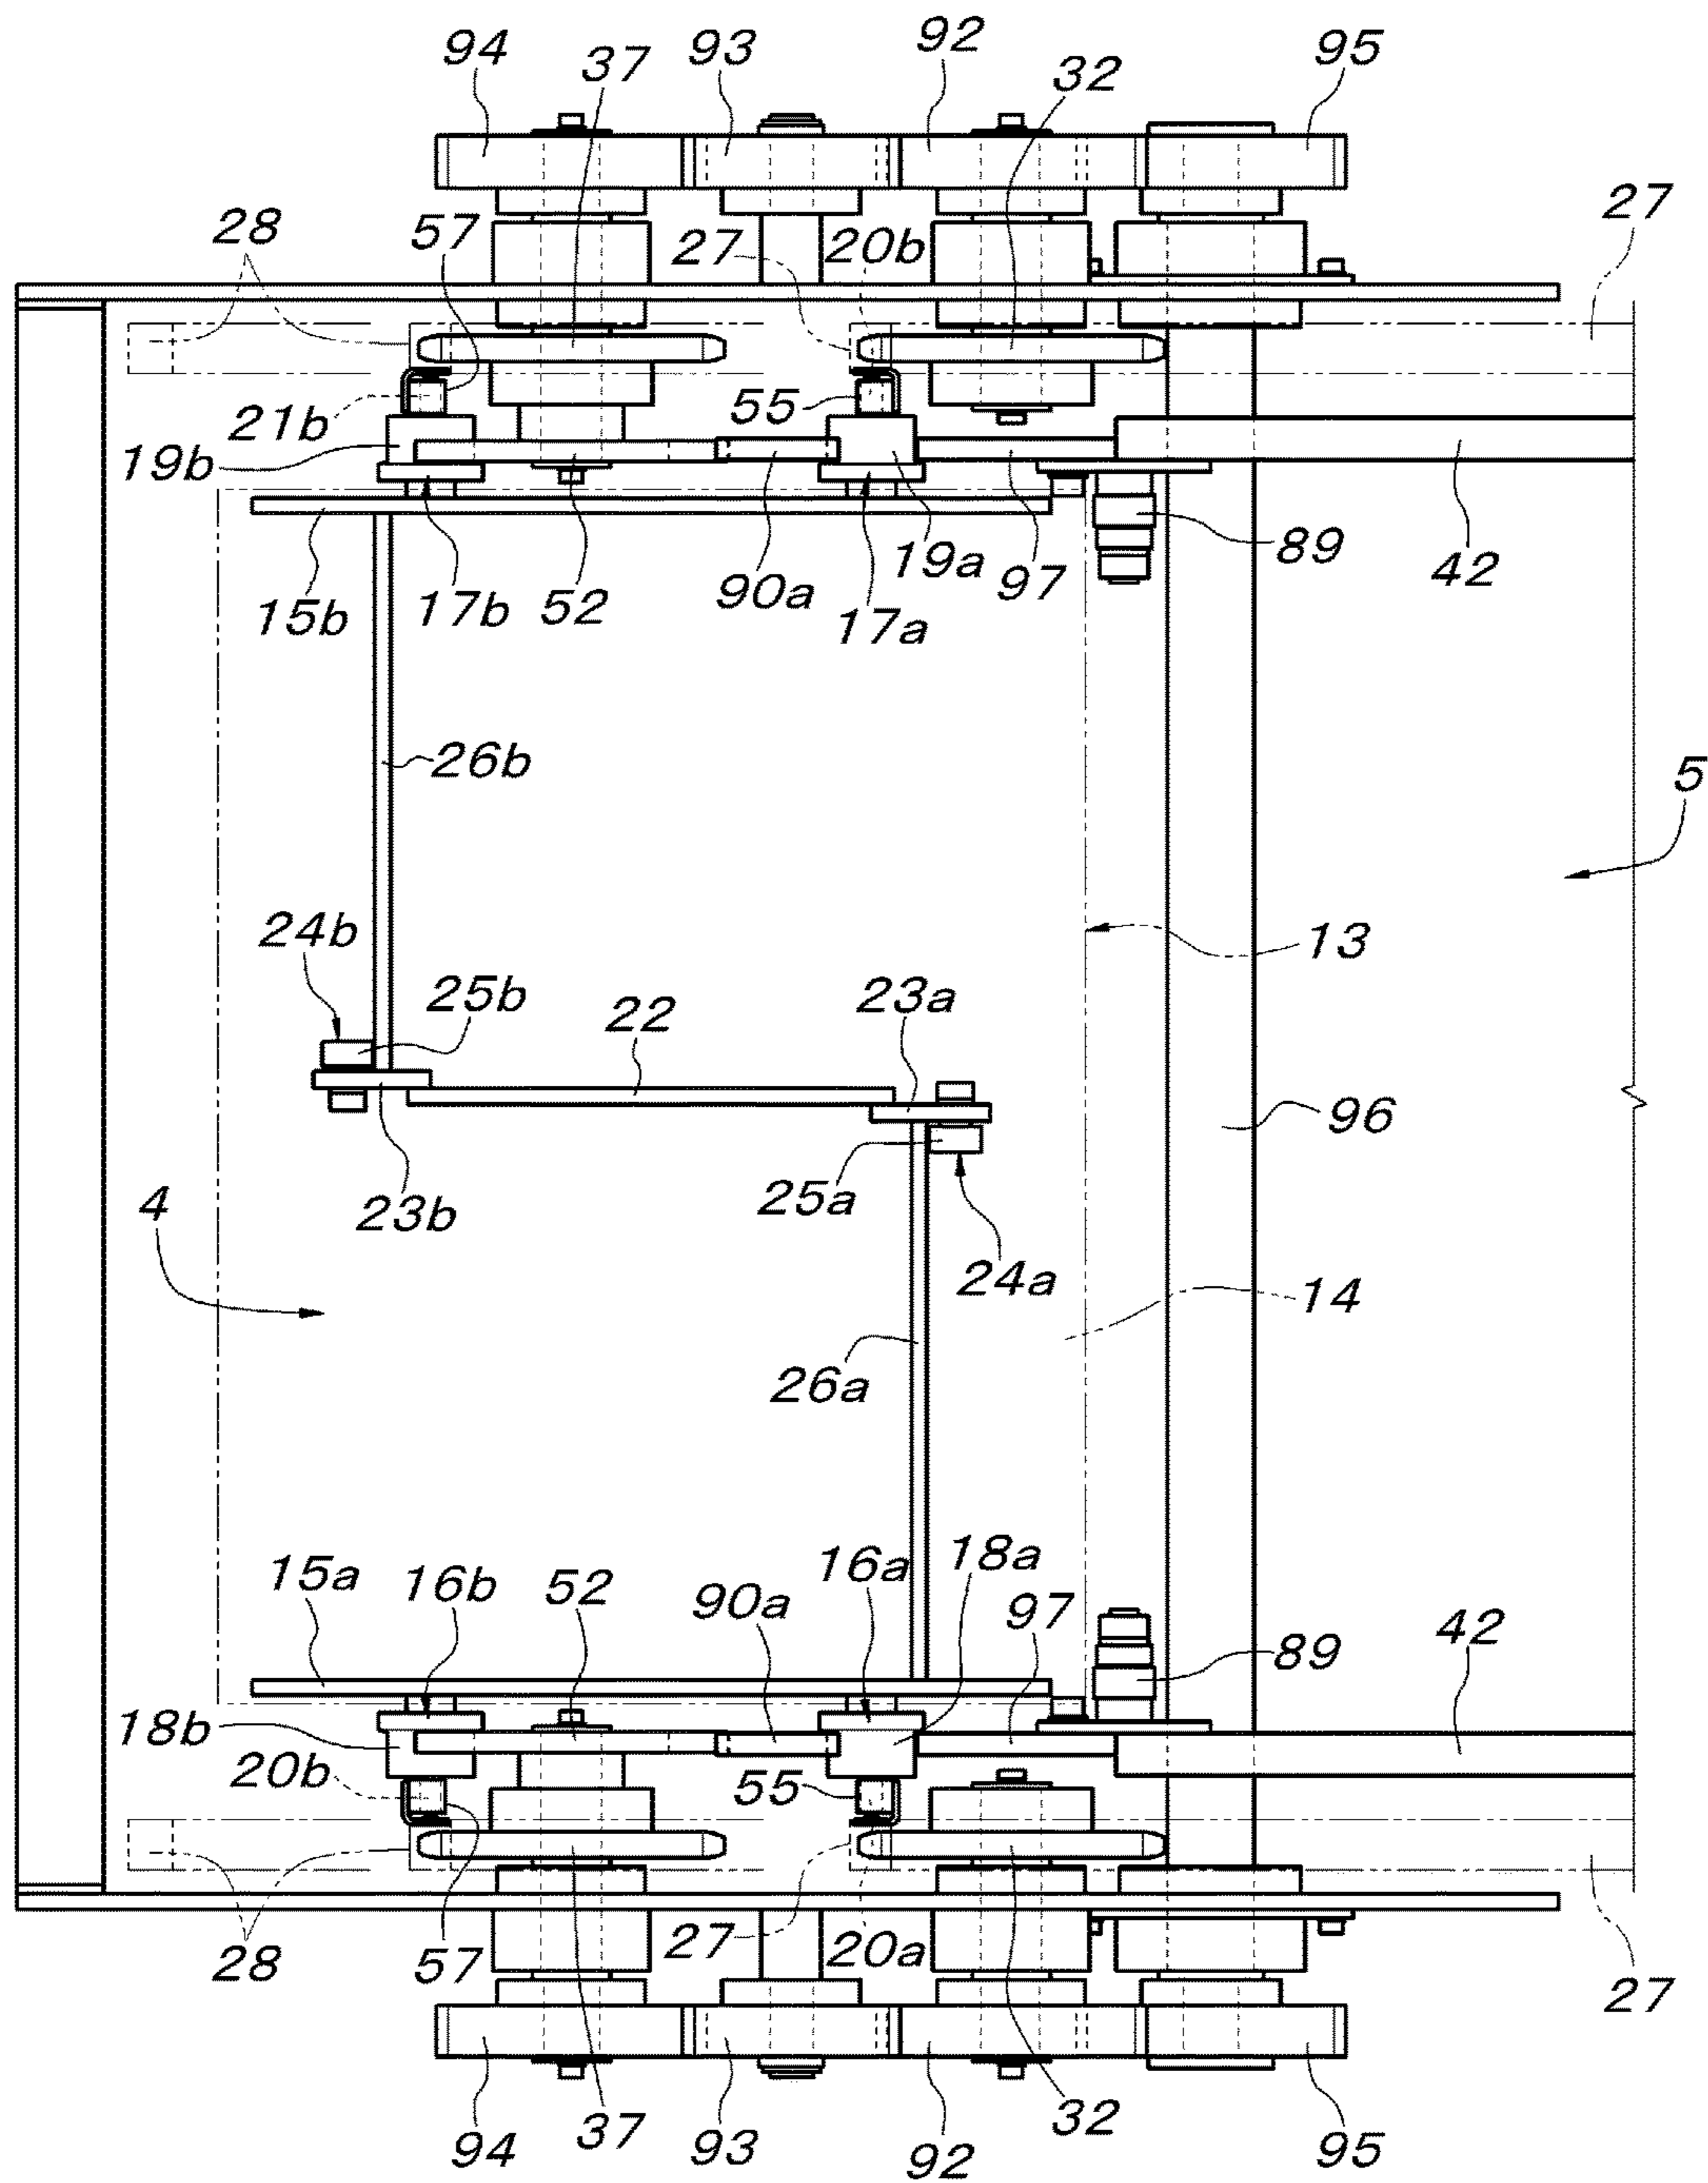 94 37 93 92 32 95
28 57 27 20b 27
21b 55
19b
15b 17b 52 90a 17a 19a 97 89 42
26b
5
24b 25b 22 23a 13
96
4 23b 25a 24a 14
26a
15a 16b 52 90a 16a 18a 97 89 42
18b
20b 55
28 57 27 20a 27
94 37 93 92 32 95